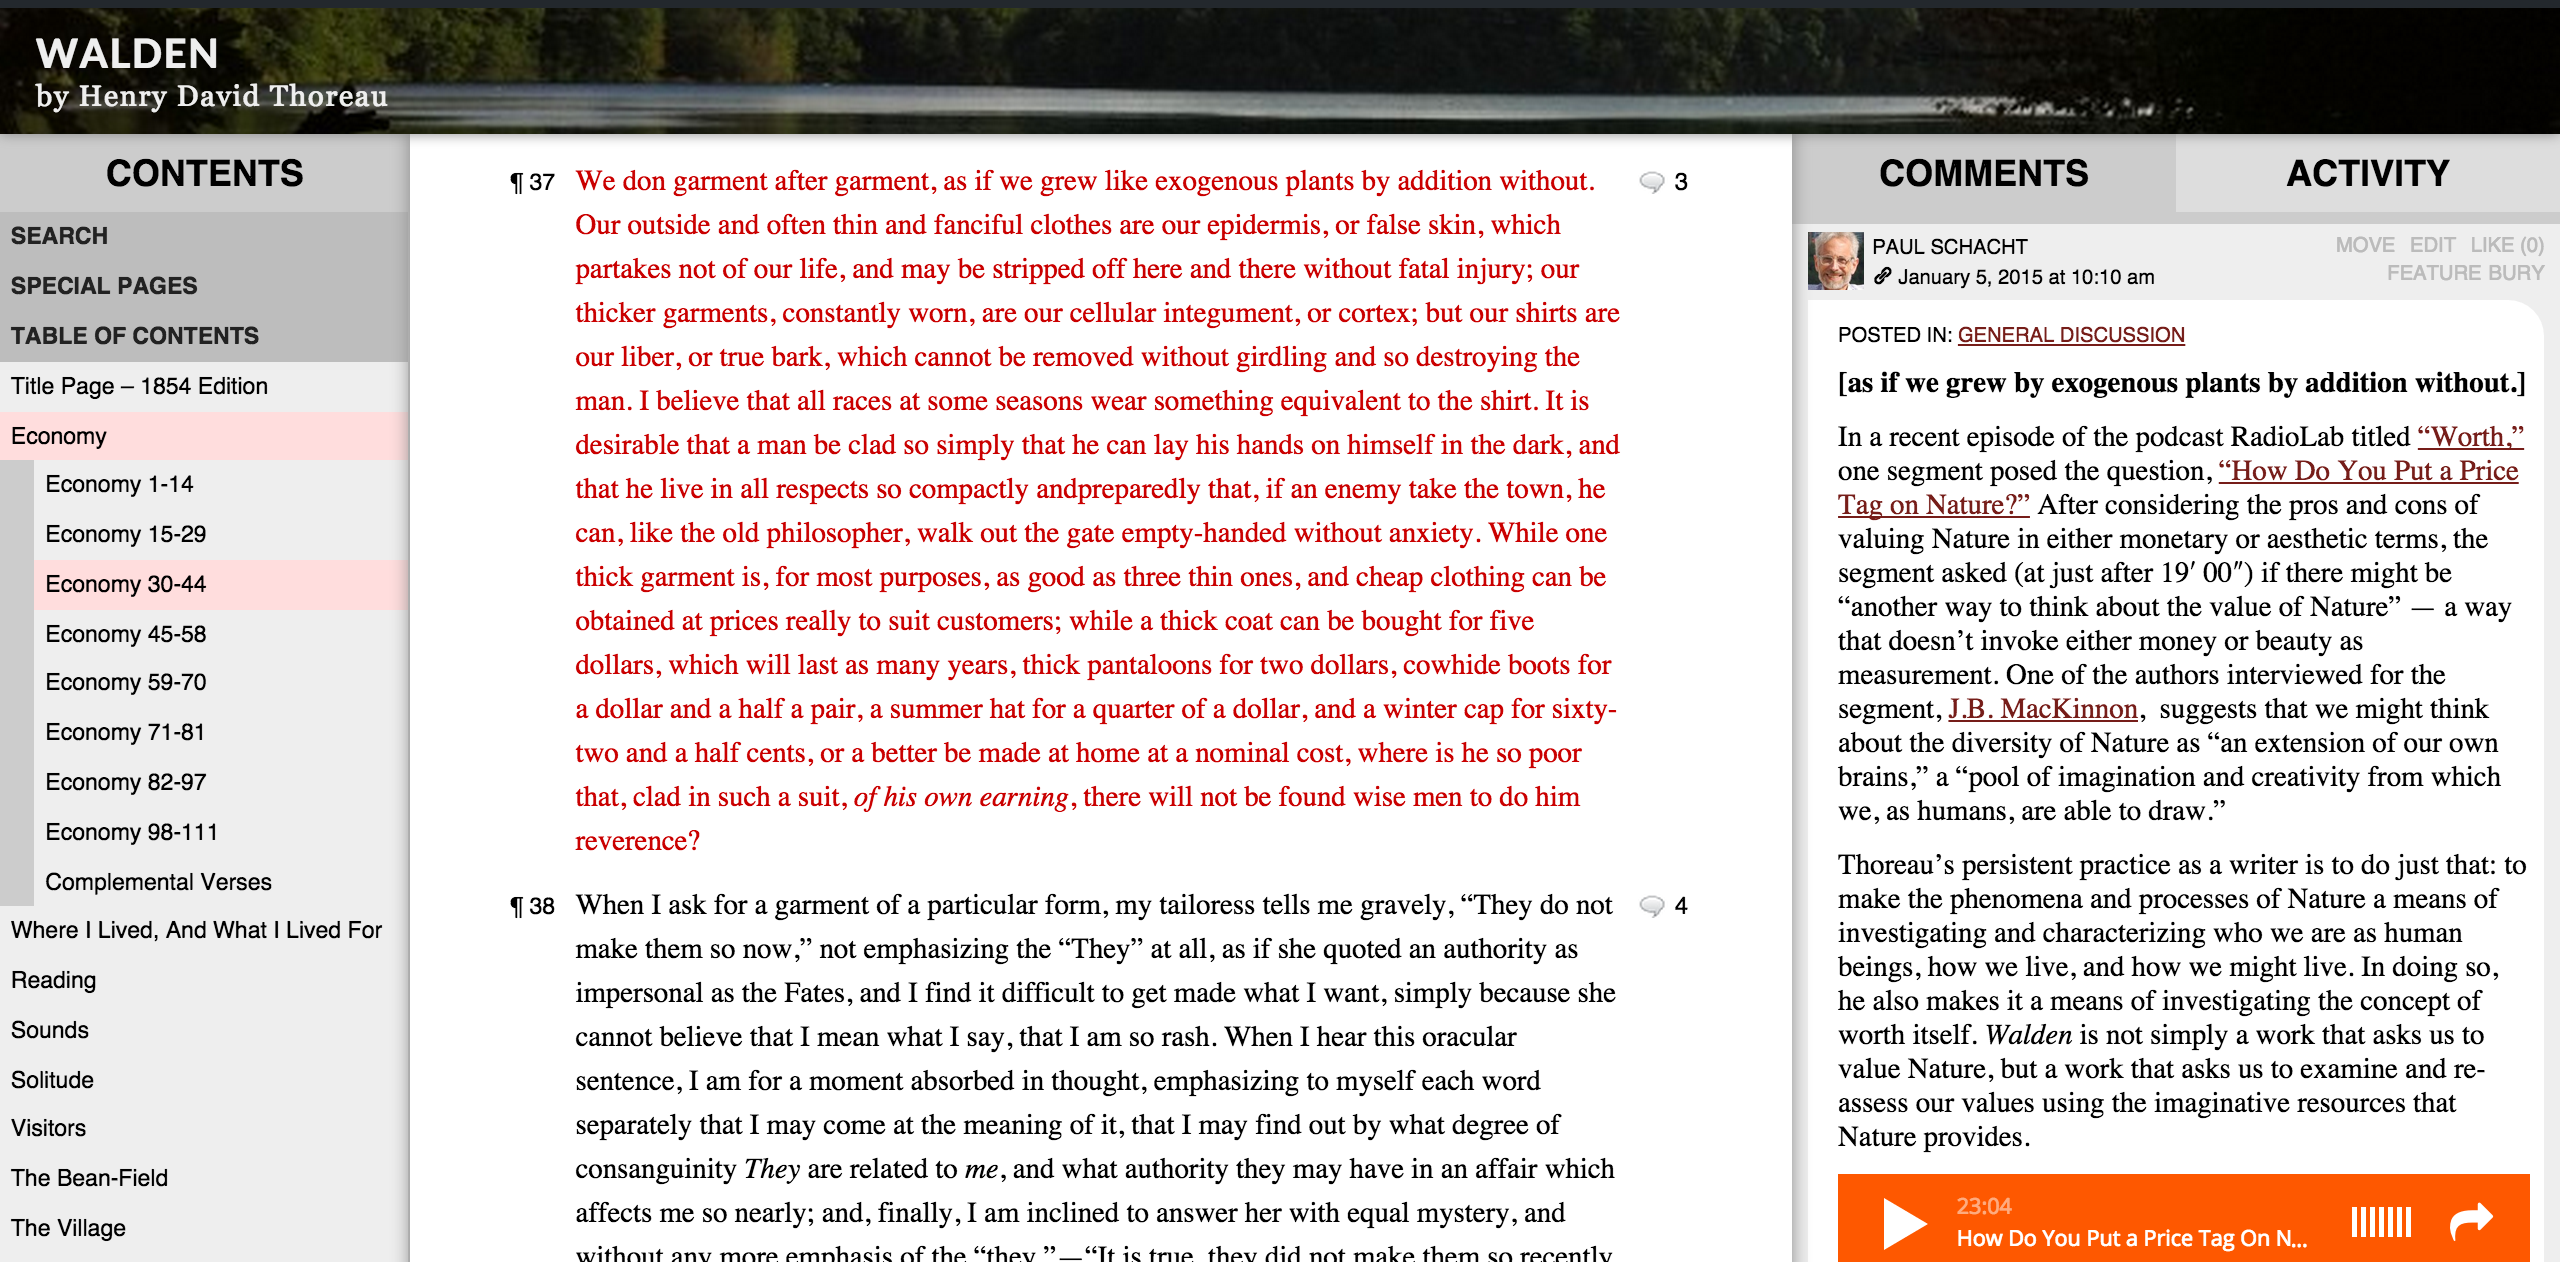 WALDEN
by Henry David Thoreau
CONTENTS
SEARCH
SPECIAL PAGES
TABLE OF CONTENTS
Title Page – 1854 Edition
Economy
Economy 1-14
Economy 15-29
Economy 30-44
Economy 45-58
Economy 59-70
Economy 71-81
Economy 82-97
Economy 98-111
Complemental Verses
Where I Lived, And What I Lived For
Reading
Sounds
Solitude
Visitors
The Bean-Field
The Village
¶ 37 We don garment after garment, as if we grew like exogenous plants by addition without. 3
Our outside and often thin and fanciful clothes are our epidermis, or false skin, which
partakes not of our life, and may be stripped off here and there without fatal injury; our
thicker garments, constantly worn, are our cellular integument, or cortex; but our shirts are
our liber, or true bark, which cannot be removed without girdling and so destroying the
man. I believe that all races at some seasons wear something equivalent to the shirt. It is
desirable that a man be clad so simply that he can lay his hands on himself in the dark, and
that he live in all respects so compactly andpreparedly that, if an enemy take the town, he
can, like the old philosopher, walk out the gate empty-handed without anxiety. While one
thick garment is, for most purposes, as good as three thin ones, and cheap clothing can be
obtained at prices really to suit customers; while a thick coat can be bought for five
dollars, which will last as many years, thick pantaloons for two dollars, cowhide boots for
a dollar and a half a pair, a summer hat for a quarter of a dollar, and a winter cap for sixty-
two and a half cents, or a better be made at home at a nominal cost, where is he so poor
that, clad in such a suit, of his own earning, there will not be found wise men to do him
reverence?
¶ 38 When I ask for a garment of a particular form, my tailoress tells me gravely, “They do not 4
make them so now,” not emphasizing the “They” at all, as if she quoted an authority as
impersonal as the Fates, and I find it difficult to get made what I want, simply because she
cannot believe that I mean what I say, that I am so rash. When I hear this oracular
sentence, I am for a moment absorbed in thought, emphasizing to myself each word
separately that I may come at the meaning of it, that I may find out by what degree of
consanguinity They are related to me, and what authority they may have in an affair which
affects me so nearly; and, finally, I am inclined to answer her with equal mystery, and
without any more emphasis of the “they,”—“It is true, they did not make them so recently
COMMENTS
ACTIVITY
PAUL SCHACHT
January 5, 2015 at 10:10 am
MOVE EDIT LIKE (0)
FEATURE BURY
POSTED IN: GENERAL DISCUSSION
[as if we grew by exogenous plants by addition without.]
In a recent episode of the podcast RadioLab titled “Worth,”
one segment posed the question, “How Do You Put a Price
Tag on Nature?” After considering the pros and cons of
valuing Nature in either monetary or aesthetic terms, the
segment asked (at just after 19′ 00″) if there might be
“another way to think about the value of Nature” — a way
that doesn’t invoke either money or beauty as
measurement. One of the authors interviewed for the
segment, J.B. MacKinnon, suggests that we might think
about the diversity of Nature as “an extension of our own
brains,” a “pool of imagination and creativity from which
we, as humans, are able to draw.”
Thoreau’s persistent practice as a writer is to do just that: to
make the phenomena and processes of Nature a means of
investigating and characterizing who we are as human
beings, how we live, and how we might live. In doing so,
he also makes it a means of investigating the concept of
worth itself. Walden is not simply a work that asks us to
value Nature, but a work that asks us to examine and re-
assess our values using the imaginative resources that
Nature provides.
23:04
How Do You Put a Price Tag On N...